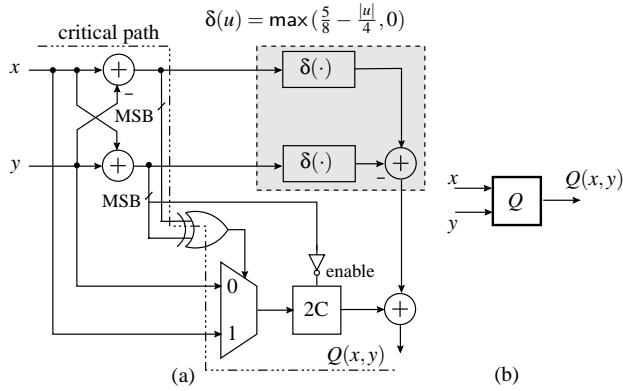 δ(u) = max(5/8 − |u|/4, 0)
critical path
x
+
δ(·)
−
MSB
y
+
δ(·)
−
+
MSB
x
Q
Q(x,y)
y
enable
0
2C
+
1
Q(x,y)
(a)
(b)